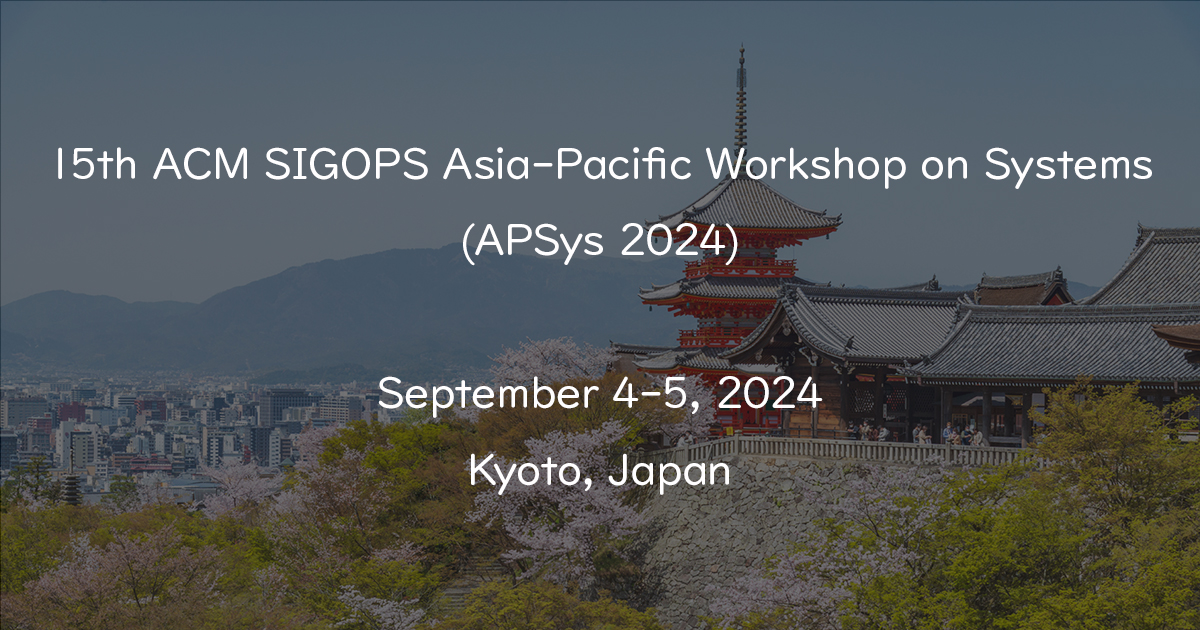 15th ACM SIGOPS Asia-Pacific Workshop on Systems
(APSys 2024)
September 4-5, 2024
Kyoto, Japan